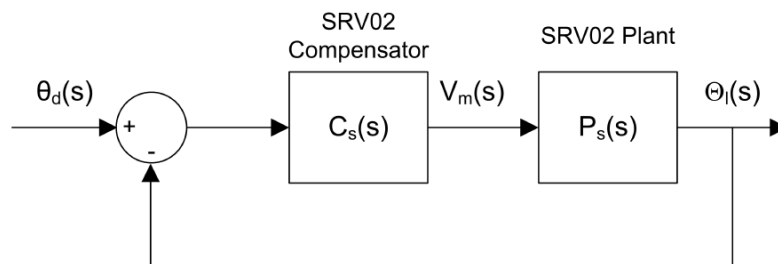 SRV02
Compensator
SRV02 Plant
θd(s)
Vm(s)
Θl(s)
+
-
Cs(s)
Ps(s)